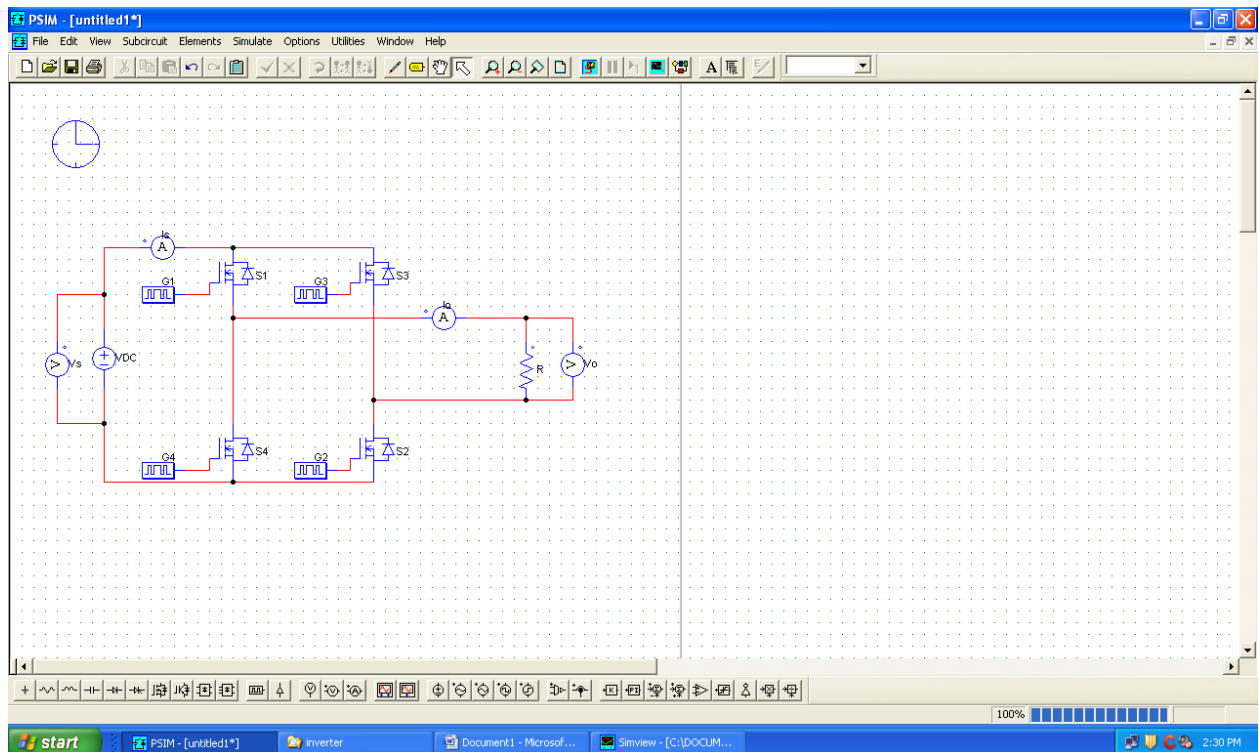 PSIM - [untitled1*]
File Edit View Subcircuit Elements Simulate Options Utilities Window Help
Is
A
G1
S1
G3
S3
Io
A
V
Vs
VDC
R
V
Vo
G4
S4
G2
S2
K
PI
100%
start
PSIM - [untitled1*]
inverter
Document1 - Microsof...
Simview - [C:\DOCUM...
2:30 PM